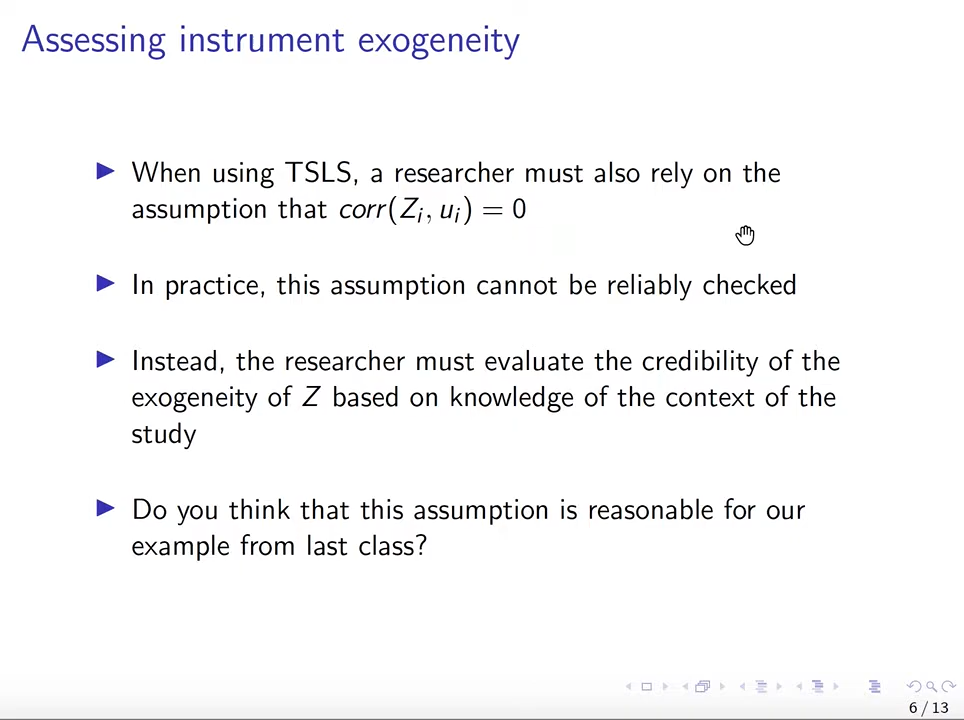 Assessing instrument exogeneity
▶ When using TSLS, a researcher must also rely on the
assumption that corr(Zᵢ, uᵢ) = 0
▶ In practice, this assumption cannot be reliably checked
▶ Instead, the researcher must evaluate the credibility of the
exogeneity of Z based on knowledge of the context of the
study
▶ Do you think that this assumption is reasonable for our
example from last class?
6 / 13